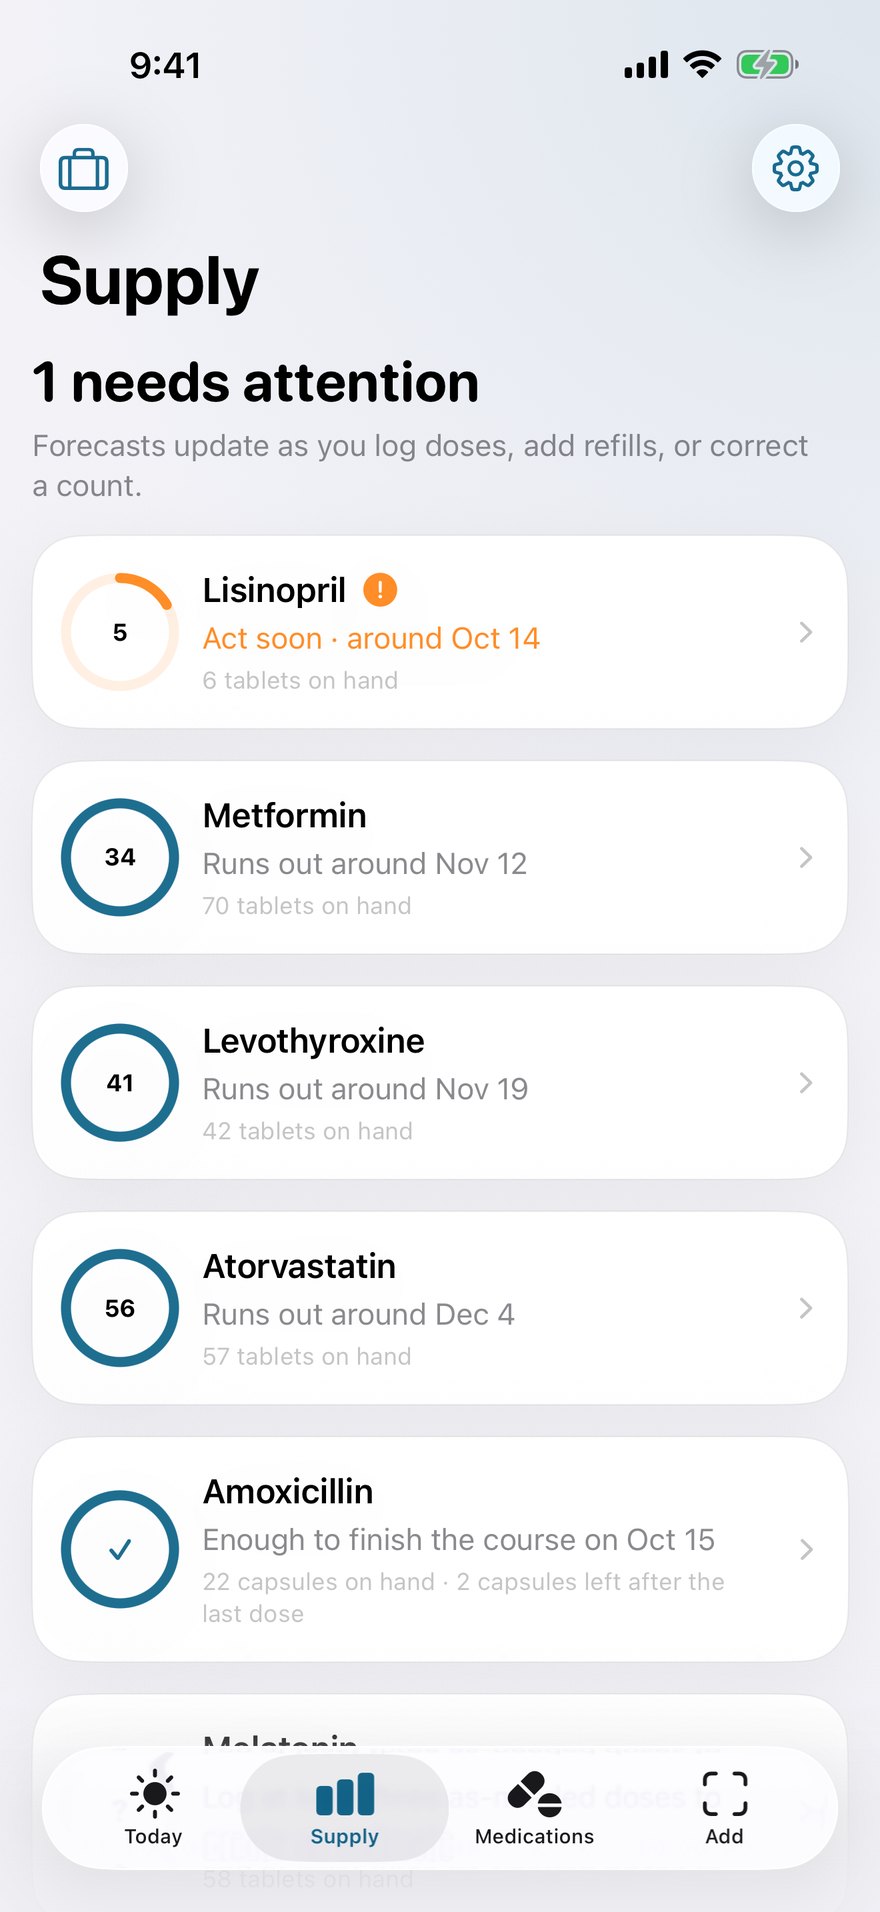 9:41
Supply
1 needs attention
Forecasts update as you log doses, add refills, or correct
a count.
5
Lisinopril
Act soon · around Oct 14
6 tablets on hand
34
Metformin
Runs out around Nov 12
70 tablets on hand
41
Levothyroxine
Runs out around Nov 19
42 tablets on hand
56
Atorvastatin
Runs out around Dec 4
57 tablets on hand
Amoxicillin
Enough to finish the course on Oct 15
22 capsules on hand · 2 capsules left after the
last dose
Melatonin
Today
Supply
Medications
Add
58 tablets on hand